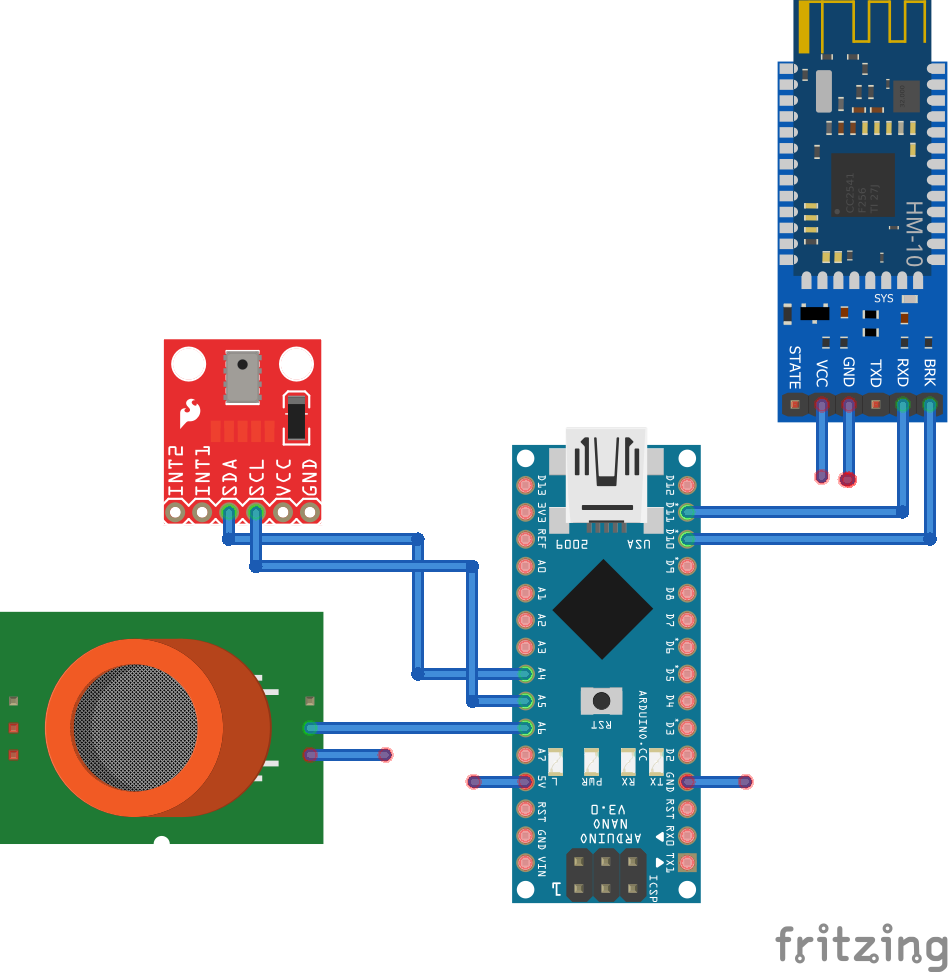 CC2541
F256
TI 27J
HM-10
SYS
STATE
VCC
GND
TXD
RXD
BRK
INT2
INT1
SDA
SCL
VCC
GND
D13
3V3
REF
A0
A1
A2
A3
A4
A5
A6
A7
5V
RST
GND
VIN
2009
USA
RST
ARDUINO.CC
L
PWR
RX
TX
ARDUINO
NANO
V3.0
1
ICSP
D12
D11
D10
D9
D8
D7
D6
D5
D4
D3
D2
GND
RST
RX0
TX1
fritzing